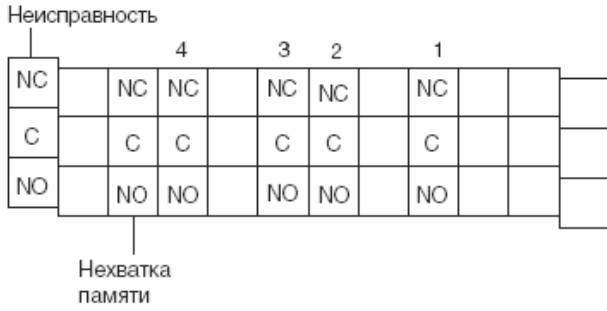 Неисправность
4 3 2 1
NC NC NC NC NC NC
C C C C C C
NO NO NO NO NO NO
Нехватка
памяти